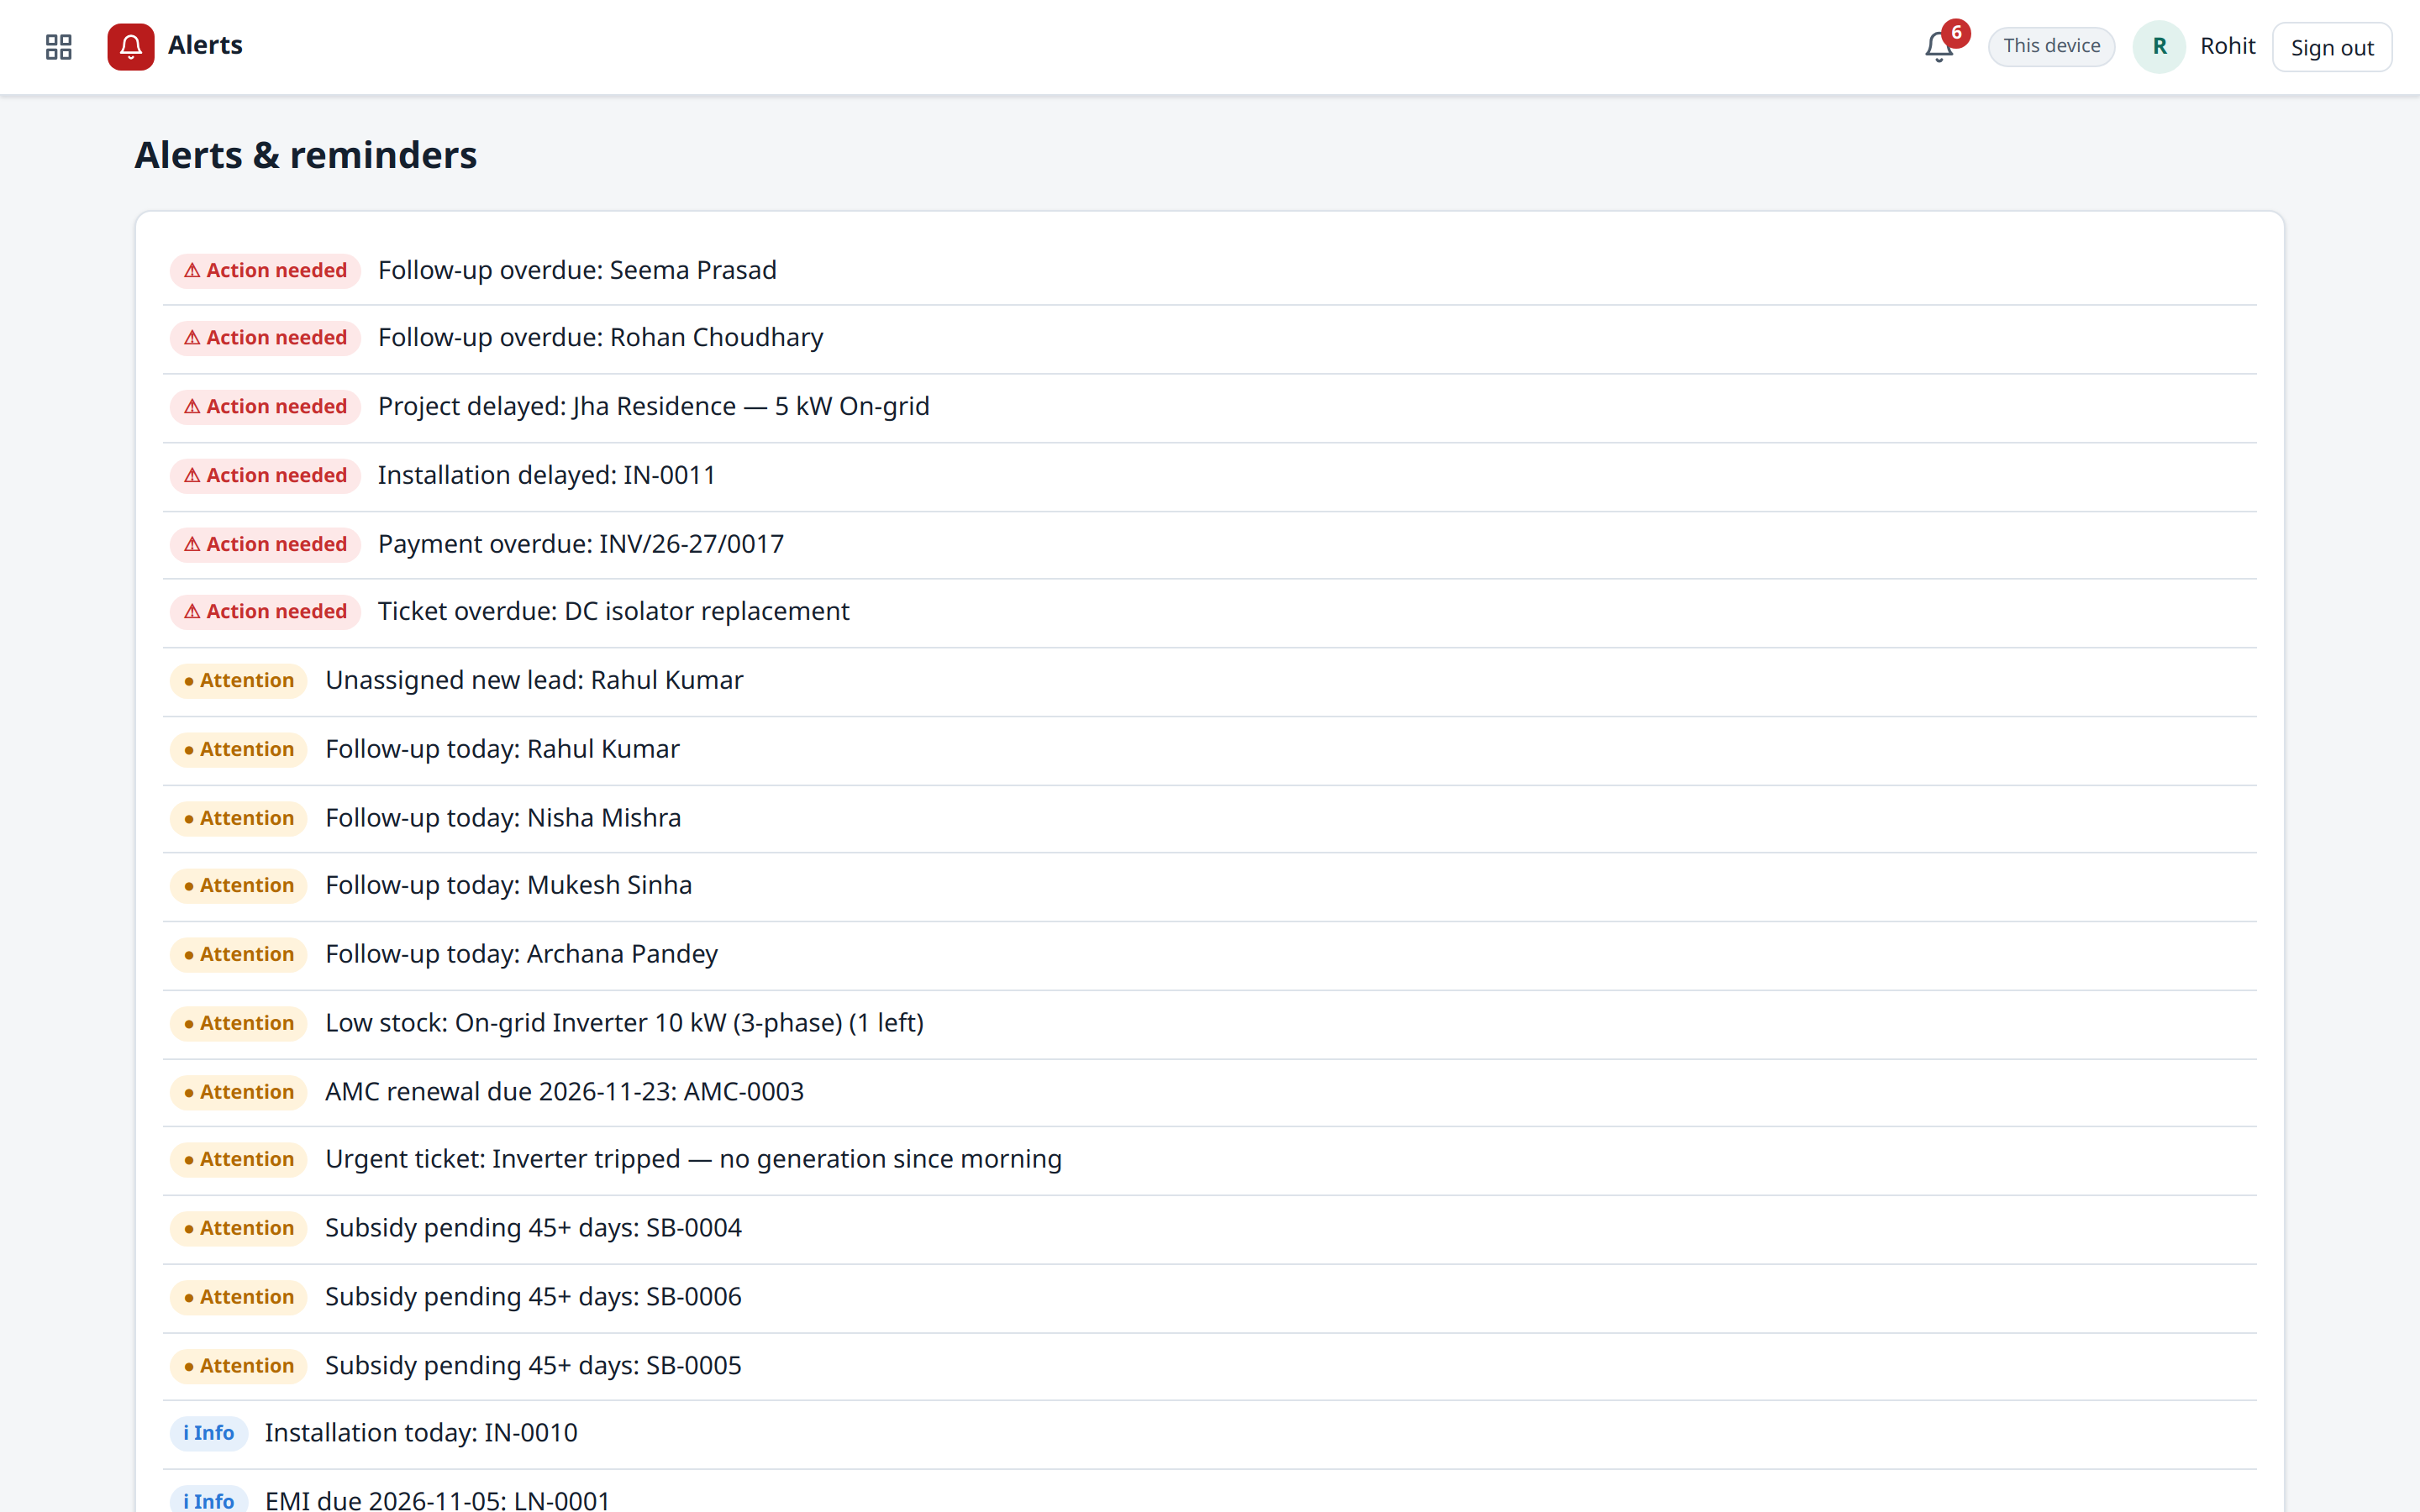 Alerts
6
This device
R
Rohit
Sign out
Alerts & reminders
⚠ Action needed Follow-up overdue: Seema Prasad
⚠ Action needed Follow-up overdue: Rohan Choudhary
⚠ Action needed Project delayed: Jha Residence — 5 kW On-grid
⚠ Action needed Installation delayed: IN-0011
⚠ Action needed Payment overdue: INV/26-27/0017
⚠ Action needed Ticket overdue: DC isolator replacement
● Attention Unassigned new lead: Rahul Kumar
● Attention Follow-up today: Rahul Kumar
● Attention Follow-up today: Nisha Mishra
● Attention Follow-up today: Mukesh Sinha
● Attention Follow-up today: Archana Pandey
● Attention Low stock: On-grid Inverter 10 kW (3-phase) (1 left)
● Attention AMC renewal due 2026-11-23: AMC-0003
● Attention Urgent ticket: Inverter tripped — no generation since morning
● Attention Subsidy pending 45+ days: SB-0004
● Attention Subsidy pending 45+ days: SB-0006
● Attention Subsidy pending 45+ days: SB-0005
i Info Installation today: IN-0010
i Info EMI due 2026-11-05: LN-0001